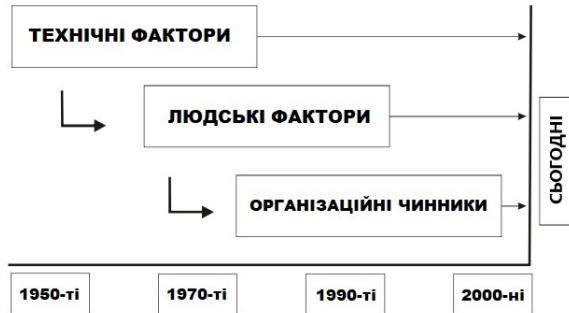 ТЕХНІЧНІ ФАКТОРИ
ЛЮДСЬКІ ФАКТОРИ
СЬОГОДНІ
ОРГАНІЗАЦІЙНІ ЧИННИКИ
1950-ті
1970-ті
1990-ті
2000-ні